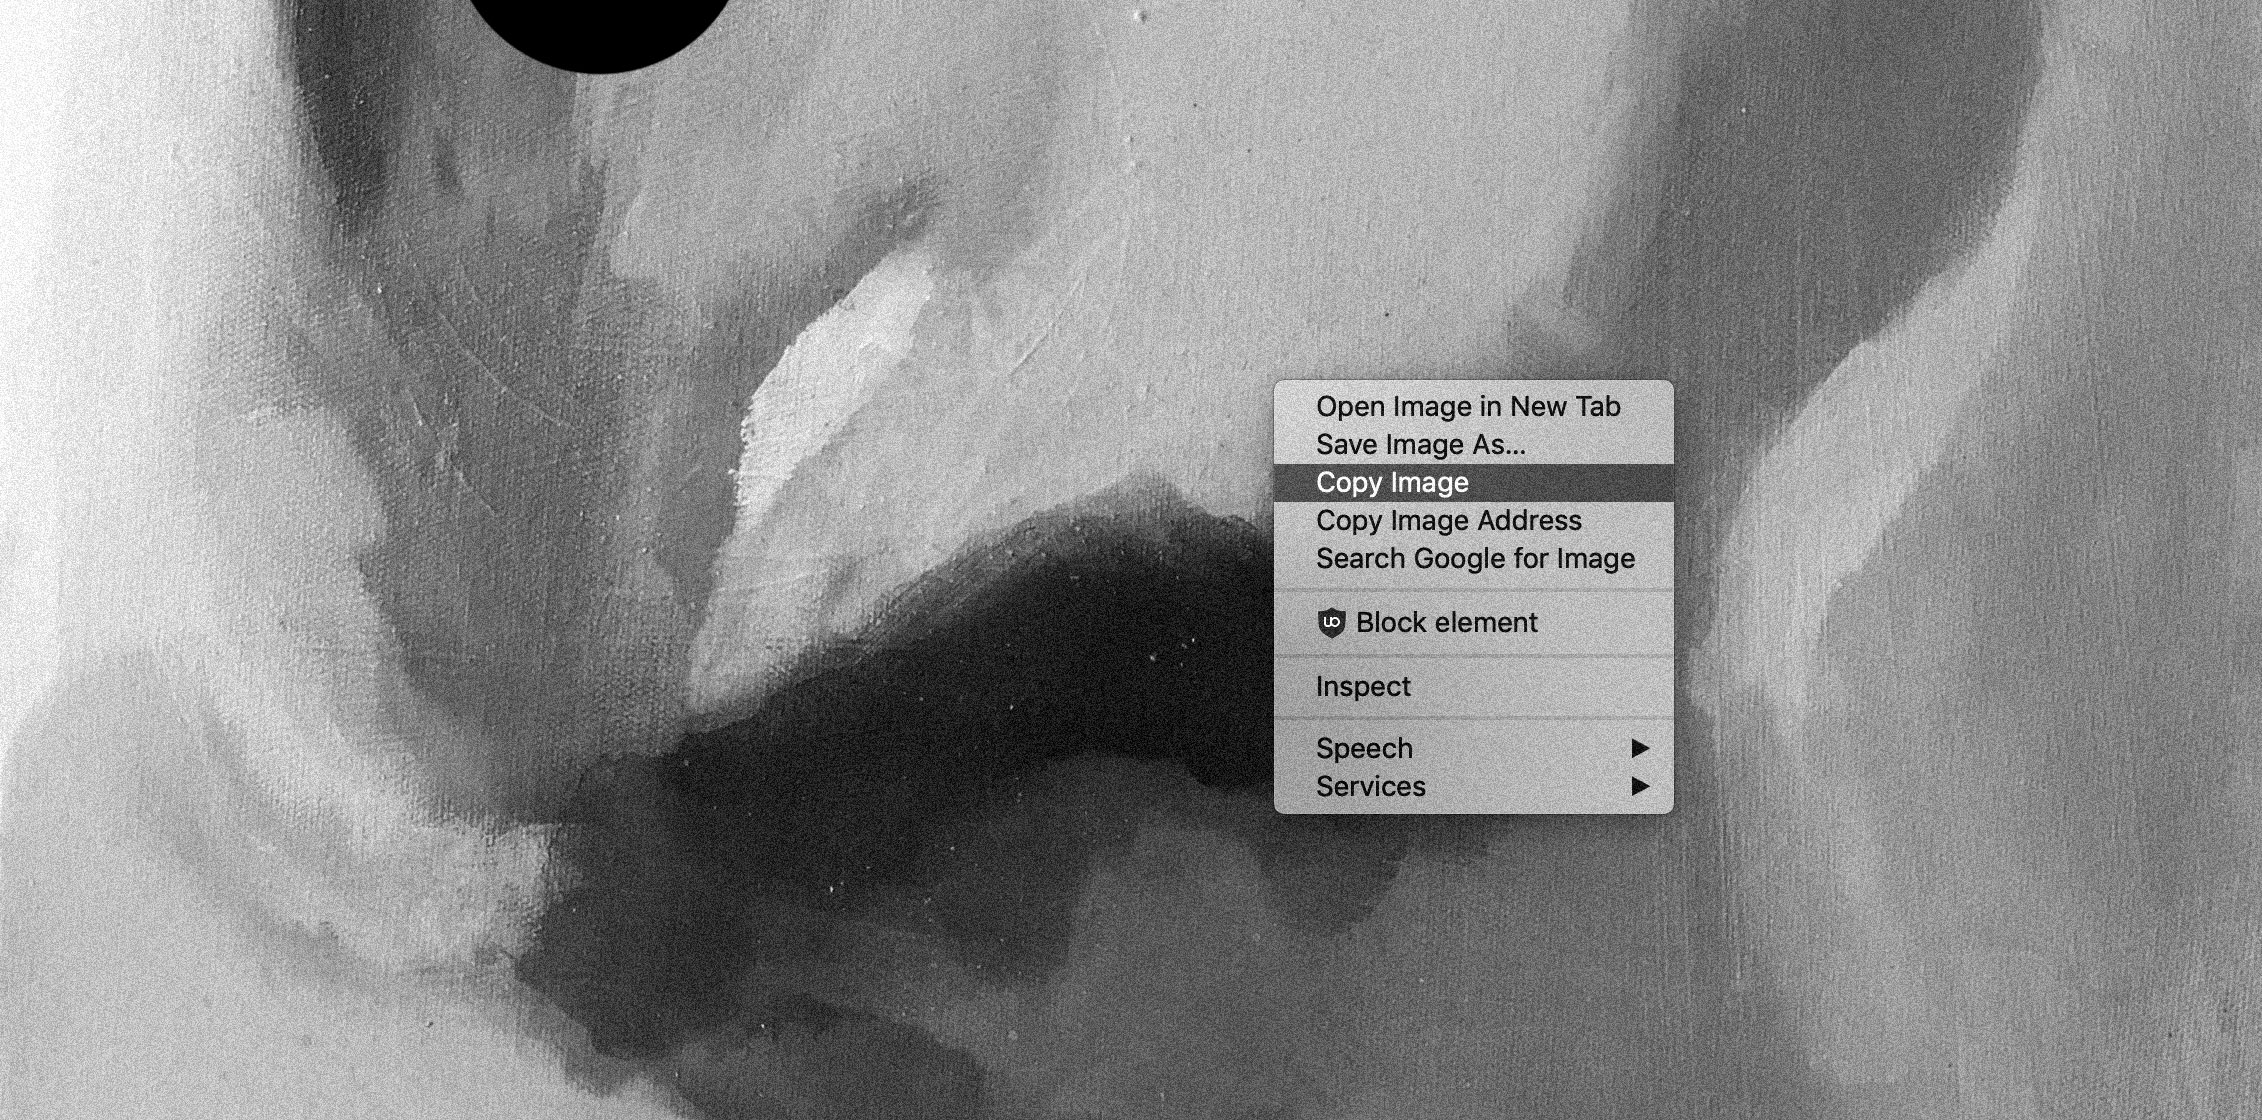 Open Image in New Tab
Save Image As...
Copy Image
Copy Image Address
Search Google for Image
uo Block element
Inspect
Speech
Services